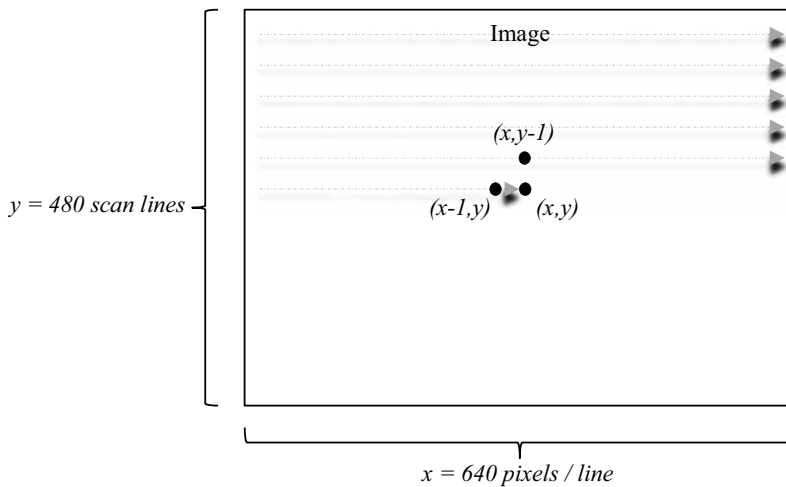 Image
(x,y-1)
(x-1,y)
(x,y)
y = 480 scan lines
x = 640 pixels / line